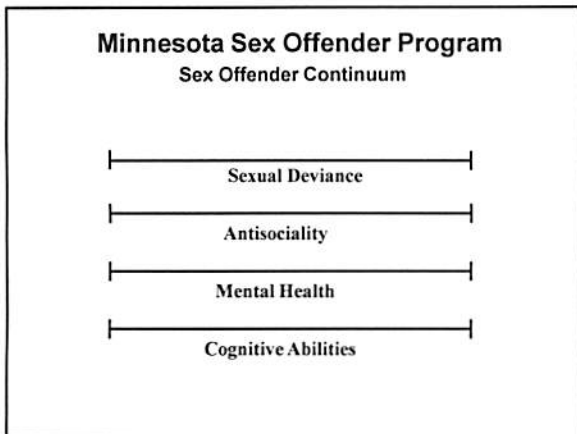 Minnesota Sex Offender Program
Sex Offender Continuum
Sexual Deviance
Antisociality
Mental Health
Cognitive Abilities